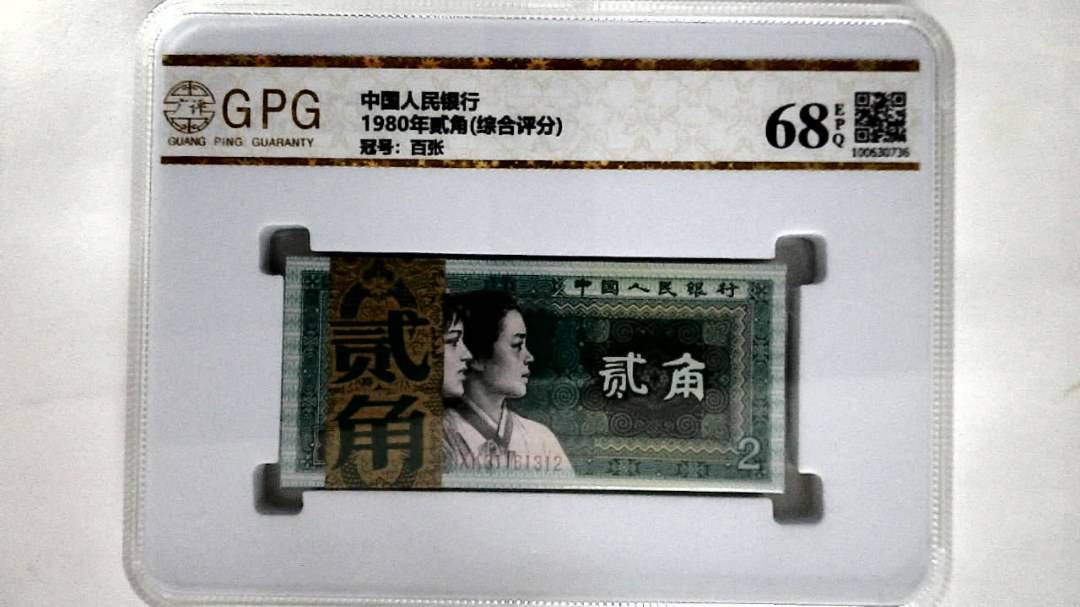 广评
GPG
GUANG PING GUARANTY
中国人民银行
1980年贰角(综合评分)
冠号：百张
68
EPQ
100630736
中国人民银行
贰角
贰角
2